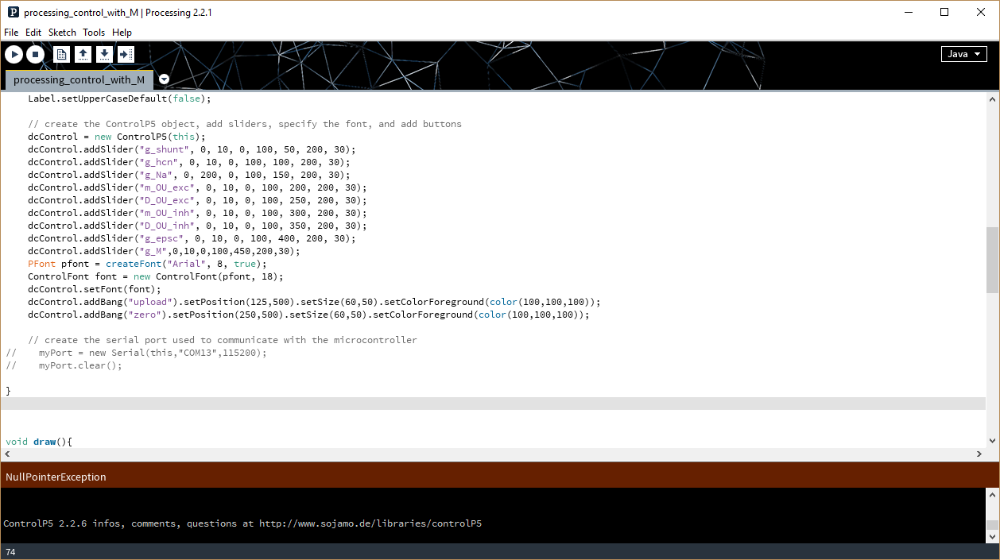 processing_control_with_M | Processing 2.2.1
File Edit Sketch Tools Help
Java
processing_control_with_M
Label.setUpperCaseDefault(false);
// create the ControlP5 object, add sliders, specify the font, and add buttons
dcControl = new ControlP5(this);
dcControl.addSlider("g_shunt", 0, 10, 0, 100, 50, 200, 30);
dcControl.addSlider("g_hcn", 0, 10, 0, 100, 100, 200, 30);
dcControl.addSlider("g_Na", 0, 200, 0, 100, 150, 200, 30);
dcControl.addSlider("m_OU_exc", 0, 10, 0, 100, 200, 200, 30);
dcControl.addSlider("D_OU_exc", 0, 10, 0, 100, 250, 200, 30);
dcControl.addSlider("m_OU_inh", 0, 10, 0, 100, 300, 200, 30);
dcControl.addSlider("D_OU_inh", 0, 10, 0, 100, 350, 200, 30);
dcControl.addSlider("g_epsc", 0, 10, 0, 100, 400, 200, 30);
dcControl.addSlider("g_M",0,10,0,100,450,200,30);
PFont pfont = createFont("Arial", 8, true);
ControlFont font = new ControlFont(pfont, 18);
dcControl.setFont(font);
dcControl.addBang("upload").setPosition(125,500).setSize(60,50).setColorForeground(color(100,100,100));
dcControl.addBang("zero").setPosition(250,500).setSize(60,50).setColorForeground(color(100,100,100));
// create the serial port used to communicate with the microcontroller
// myPort = new Serial(this,"COM13",115200);
// myPort.clear();
}
void draw(){
NullPointerException
ControlP5 2.2.6 infos, comments, questions at http://www.sojamo.de/libraries/controlP5
74